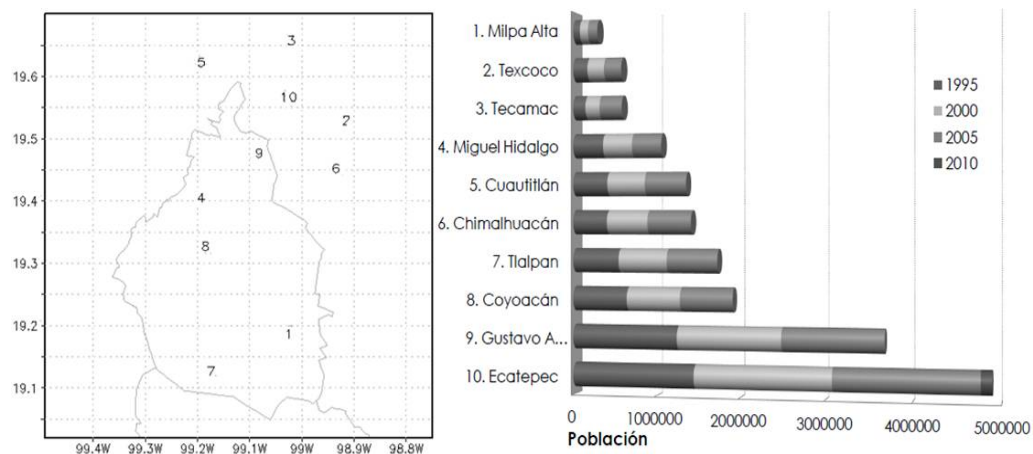 3
5
10
2
9
6
4
8
1
7
19.6
19.5
19.4
19.3
19.2
19.1
99.4W 99.3W 99.2W 99.1W 99W 98.9W 98.8W
1. Milpa Alta
2. Texcoco
3. Tecamac
4. Miguel Hidalgo
5. Cuautitlán
6. Chimalhuacán
7. Tlalpan
8. Coyoacán
9. Gustavo A...
10. Ecatepec
1995
2000
2005
2010
0 1000000 2000000 3000000 4000000 5000000
Población